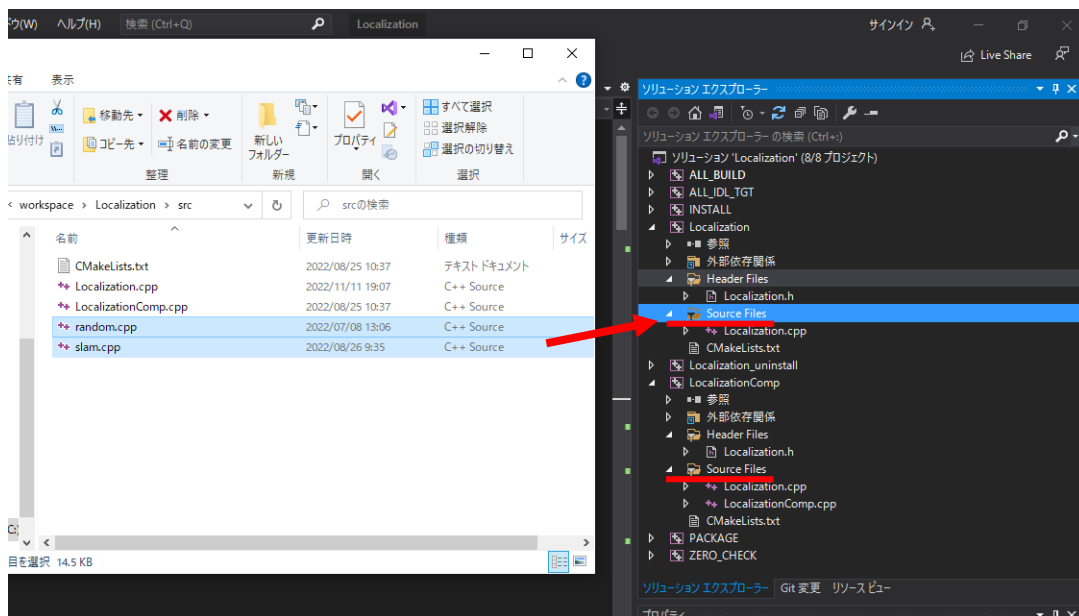 ドウ(W) ヘルプ(H) 検索 (Ctrl+Q) Localization サインイン
Live Share
共有 表示
貼り付け
移動先 削除
コピー先 名前の変更
新しい
フォルダー
プロパティ
すべて選択
選択解除
選択の切り替え
整理 新規 開く 選択
workspace > Localization > src srcの検索
名前 更新日時 種類 サイズ
CMakeLists.txt 2022/08/25 10:37 テキスト ドキュメント
Localization.cpp 2022/11/11 19:07 C++ Source
LocalizationComp.cpp 2022/08/25 10:37 C++ Source
random.cpp 2022/07/08 13:06 C++ Source
slam.cpp 2022/08/26 9:35 C++ Source
C:
目を選択 14.5 KB
ソリューション エクスプローラー
ソリューション エクスプローラー の検索 (Ctrl+:)
ソリューション 'Localization' (8/8 プロジェクト)
ALL_BUILD
ALL_IDL_TGT
INSTALL
Localization
参照
外部依存関係
Header Files
Localization.h
Source Files
Localization.cpp
CMakeLists.txt
Localization_uninstall
LocalizationComp
参照
外部依存関係
Header Files
Localization.h
Source Files
Localization.cpp
LocalizationComp.cpp
CMakeLists.txt
PACKAGE
ZERO_CHECK
ソリューション エクスプローラー Git 変更 リソース ビュー
プロパティ